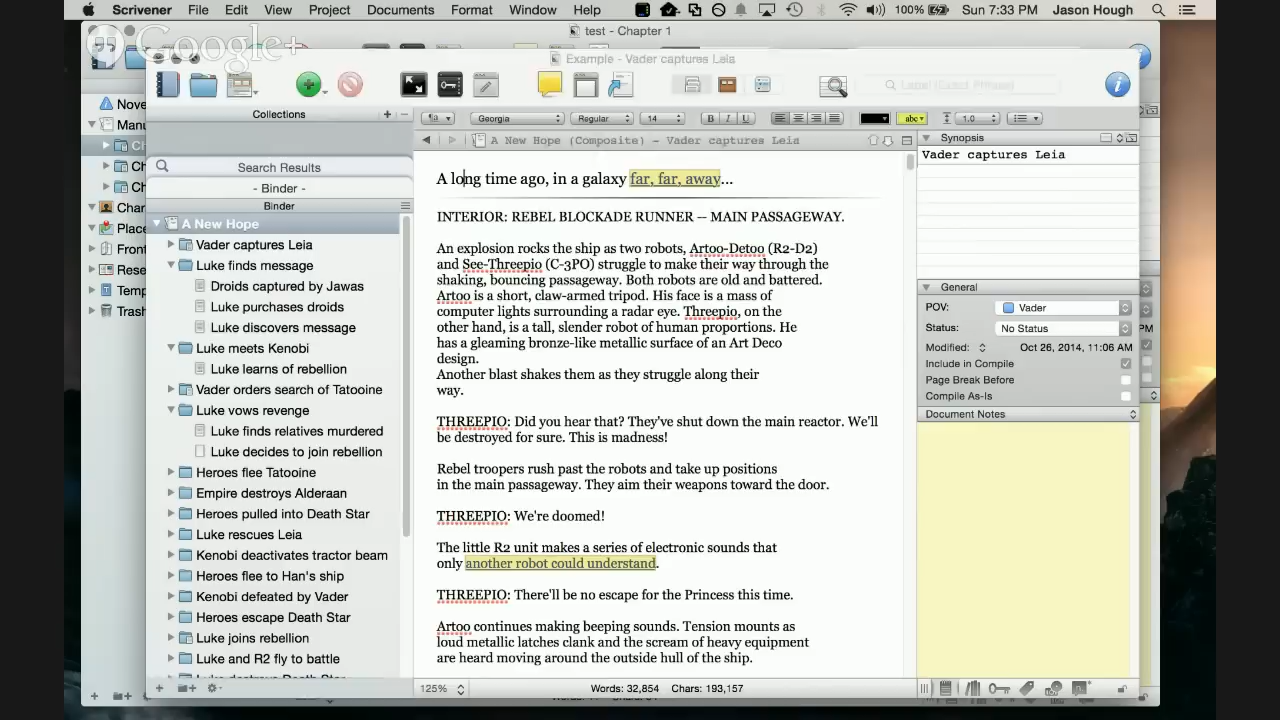 Scrivener File Edit View Project Documents Format Window Help 100% Sun 7:33 PM Jason Hough
Google+
test - Chapter 1
Example - Vader captures Leia
Collections
Georgia Regular 14 B I U abc 1.0
Search Results
- Binder -
Binder
A New Hope
Vader captures Leia
Luke finds message
Droids captured by Jawas
Luke purchases droids
Luke discovers message
Luke meets Kenobi
Luke learns of rebellion
Vader orders search of Tatooine
Luke vows revenge
Luke finds relatives murdered
Luke decides to join rebellion
Heroes flee Tatooine
Empire destroys Alderaan
Heroes pulled into Death Star
Luke rescues Leia
Kenobi deactivates tractor beam
Heroes flee to Han's ship
Kenobi defeated by Vader
Heroes escape Death Star
Luke joins rebellion
Luke and R2 fly to battle
Nove
Manu
Ch
Ch
Ch
Char
Place
Front
Rese
Temp
Trash
A New Hope (Composite) - Vader captures Leia
A long time ago, in a galaxy far, far, away...
INTERIOR: REBEL BLOCKADE RUNNER -- MAIN PASSAGEWAY.
An explosion rocks the ship as two robots, Artoo-Detoo (R2-D2)
and See-Threepio (C-3PO) struggle to make their way through the
shaking, bouncing passageway. Both robots are old and battered.
Artoo is a short, claw-armed tripod. His face is a mass of
computer lights surrounding a radar eye. Threepio, on the
other hand, is a tall, slender robot of human proportions. He
has a gleaming bronze-like metallic surface of an Art Deco
design.
Another blast shakes them as they struggle along their
way.
THREEPIO: Did you hear that? They've shut down the main reactor. We'll
be destroyed for sure. This is madness!
Rebel troopers rush past the robots and take up positions
in the main passageway. They aim their weapons toward the door.
THREEPIO: We're doomed!
The little R2 unit makes a series of electronic sounds that
only another robot could understand.
THREEPIO: There'll be no escape for the Princess this time.
Artoo continues making beeping sounds. Tension mounts as
loud metallic latches clank and the scream of heavy equipment
are heard moving around the outside hull of the ship.
125% Words: 32,854 Chars: 193,157
Synopsis
Vader captures Leia
General
POV: Vader
Status: No Status
Modified: Oct 26, 2014, 11:06 AM
Include in Compile
Page Break Before
Compile As-Is
Document Notes
PM